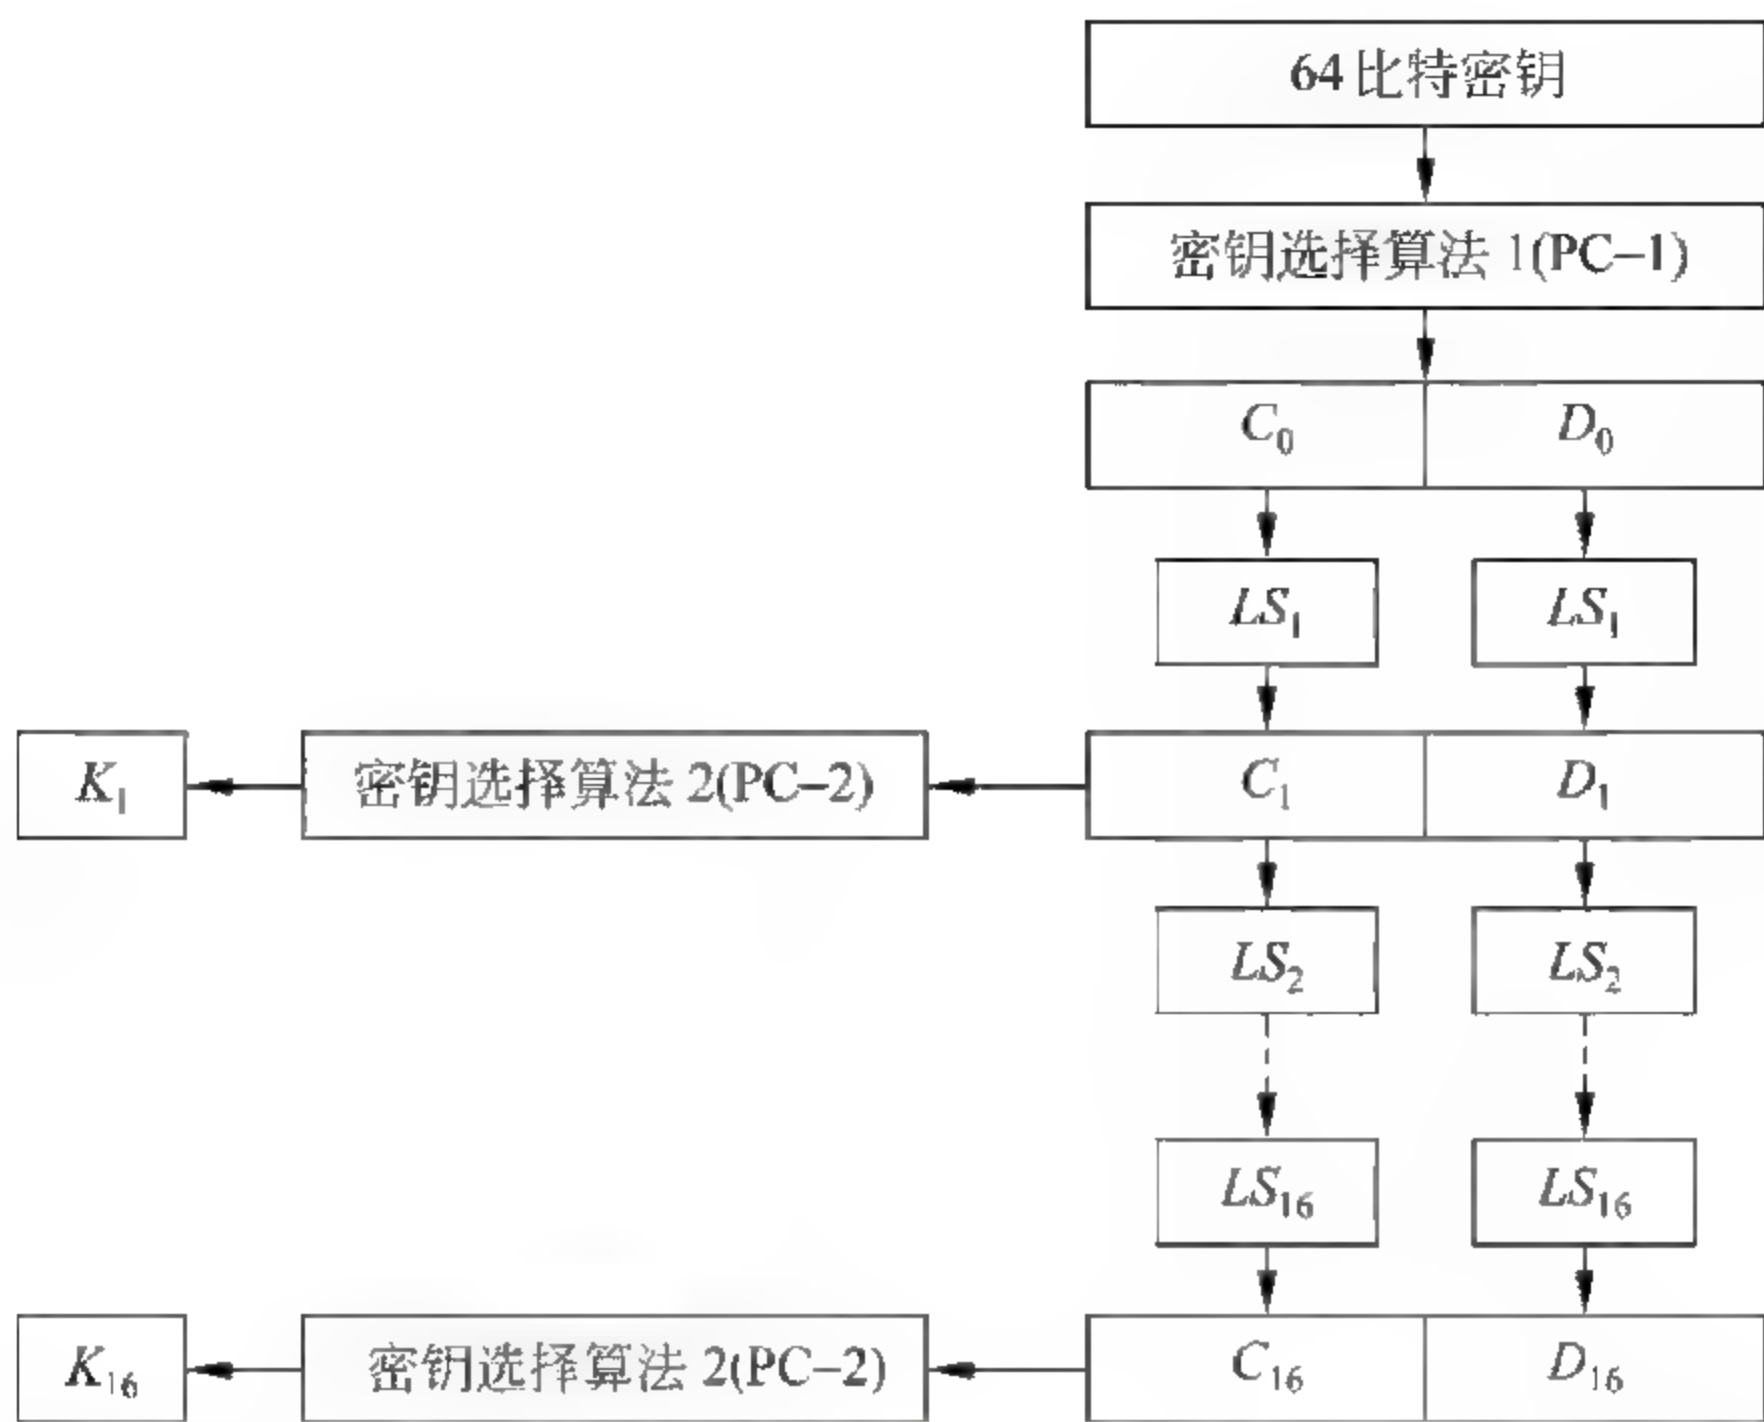 64比特密钥
密钥选择算法 1(PC–1)
C₀ D₀
LS₁ LS₁
K₁ 密钥选择算法 2(PC–2) C₁ D₁
LS₂ LS₂
LS₁₆ LS₁₆
K₁₆ 密钥选择算法 2(PC–2) C₁₆ D₁₆